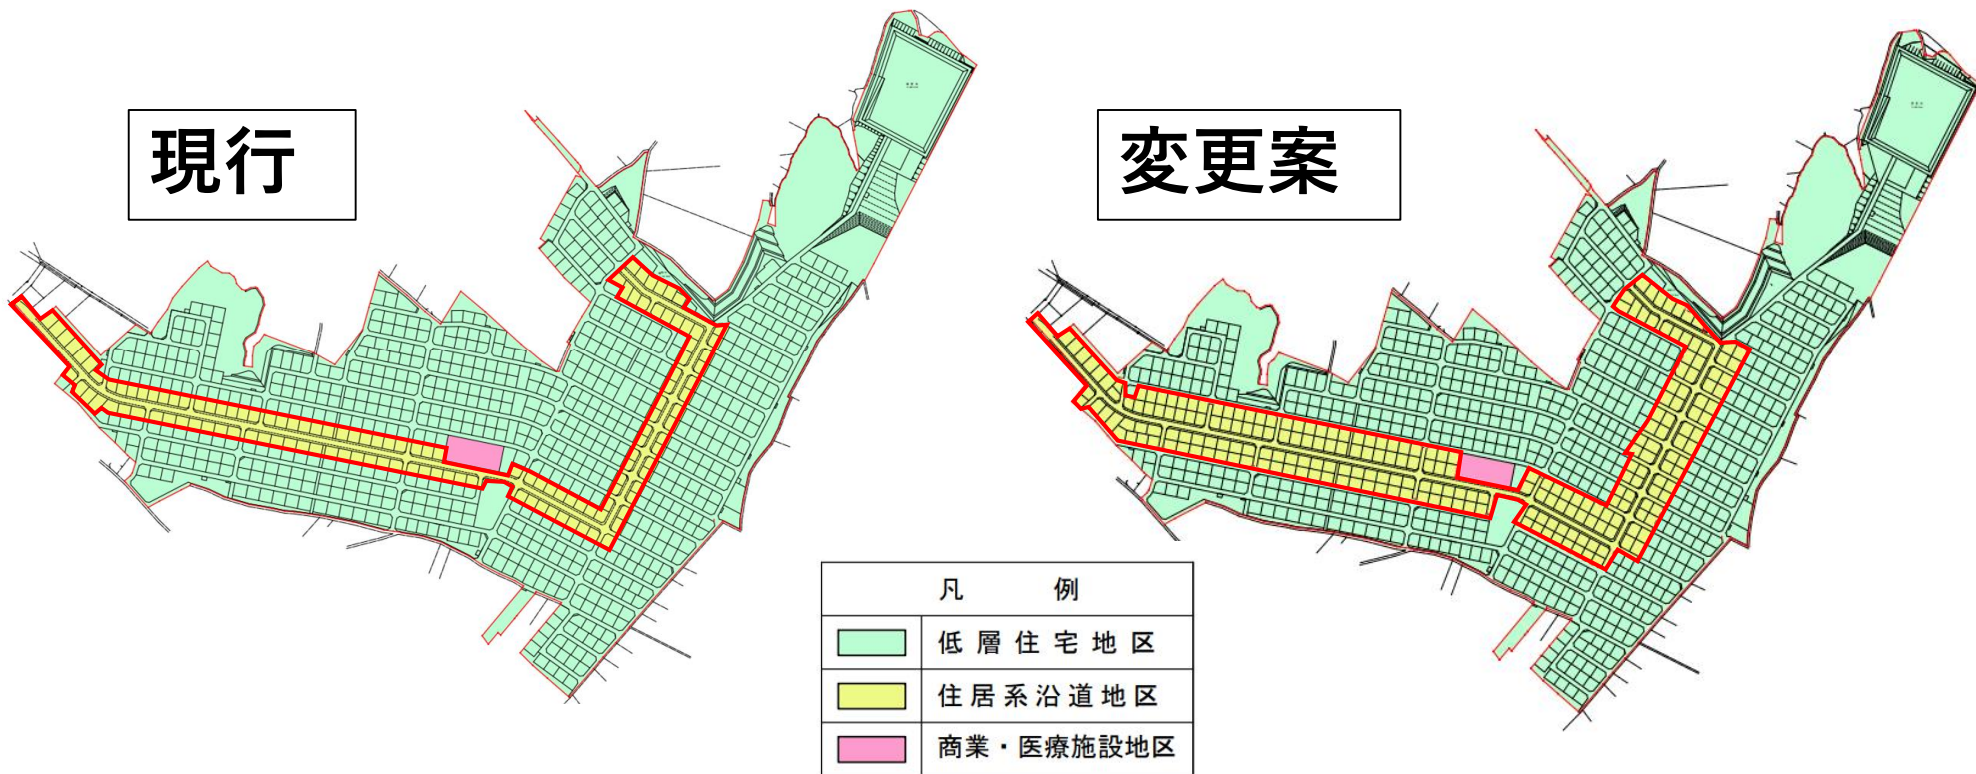 現行
変更案
凡　例
低層住宅地区
住居系沿道地区
商業・医療施設地区